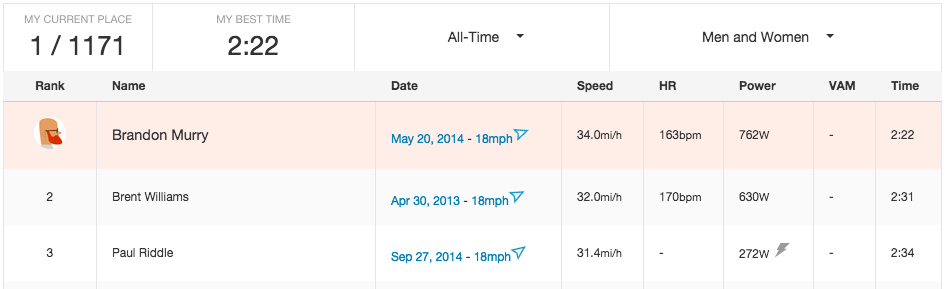 MY CURRENT PLACE
1 / 1171
MY BEST TIME
2:22
All-Time
Men and Women
Rank Name Date Speed HR Power VAM Time
Brandon Murry May 20, 2014 - 18mph 34.0mi/h 163bpm 762W - 2:22
2 Brent Williams Apr 30, 2013 - 18mph 32.0mi/h 170bpm 630W - 2:31
3 Paul Riddle Sep 27, 2014 - 18mph 31.4mi/h - 272W - 2:34